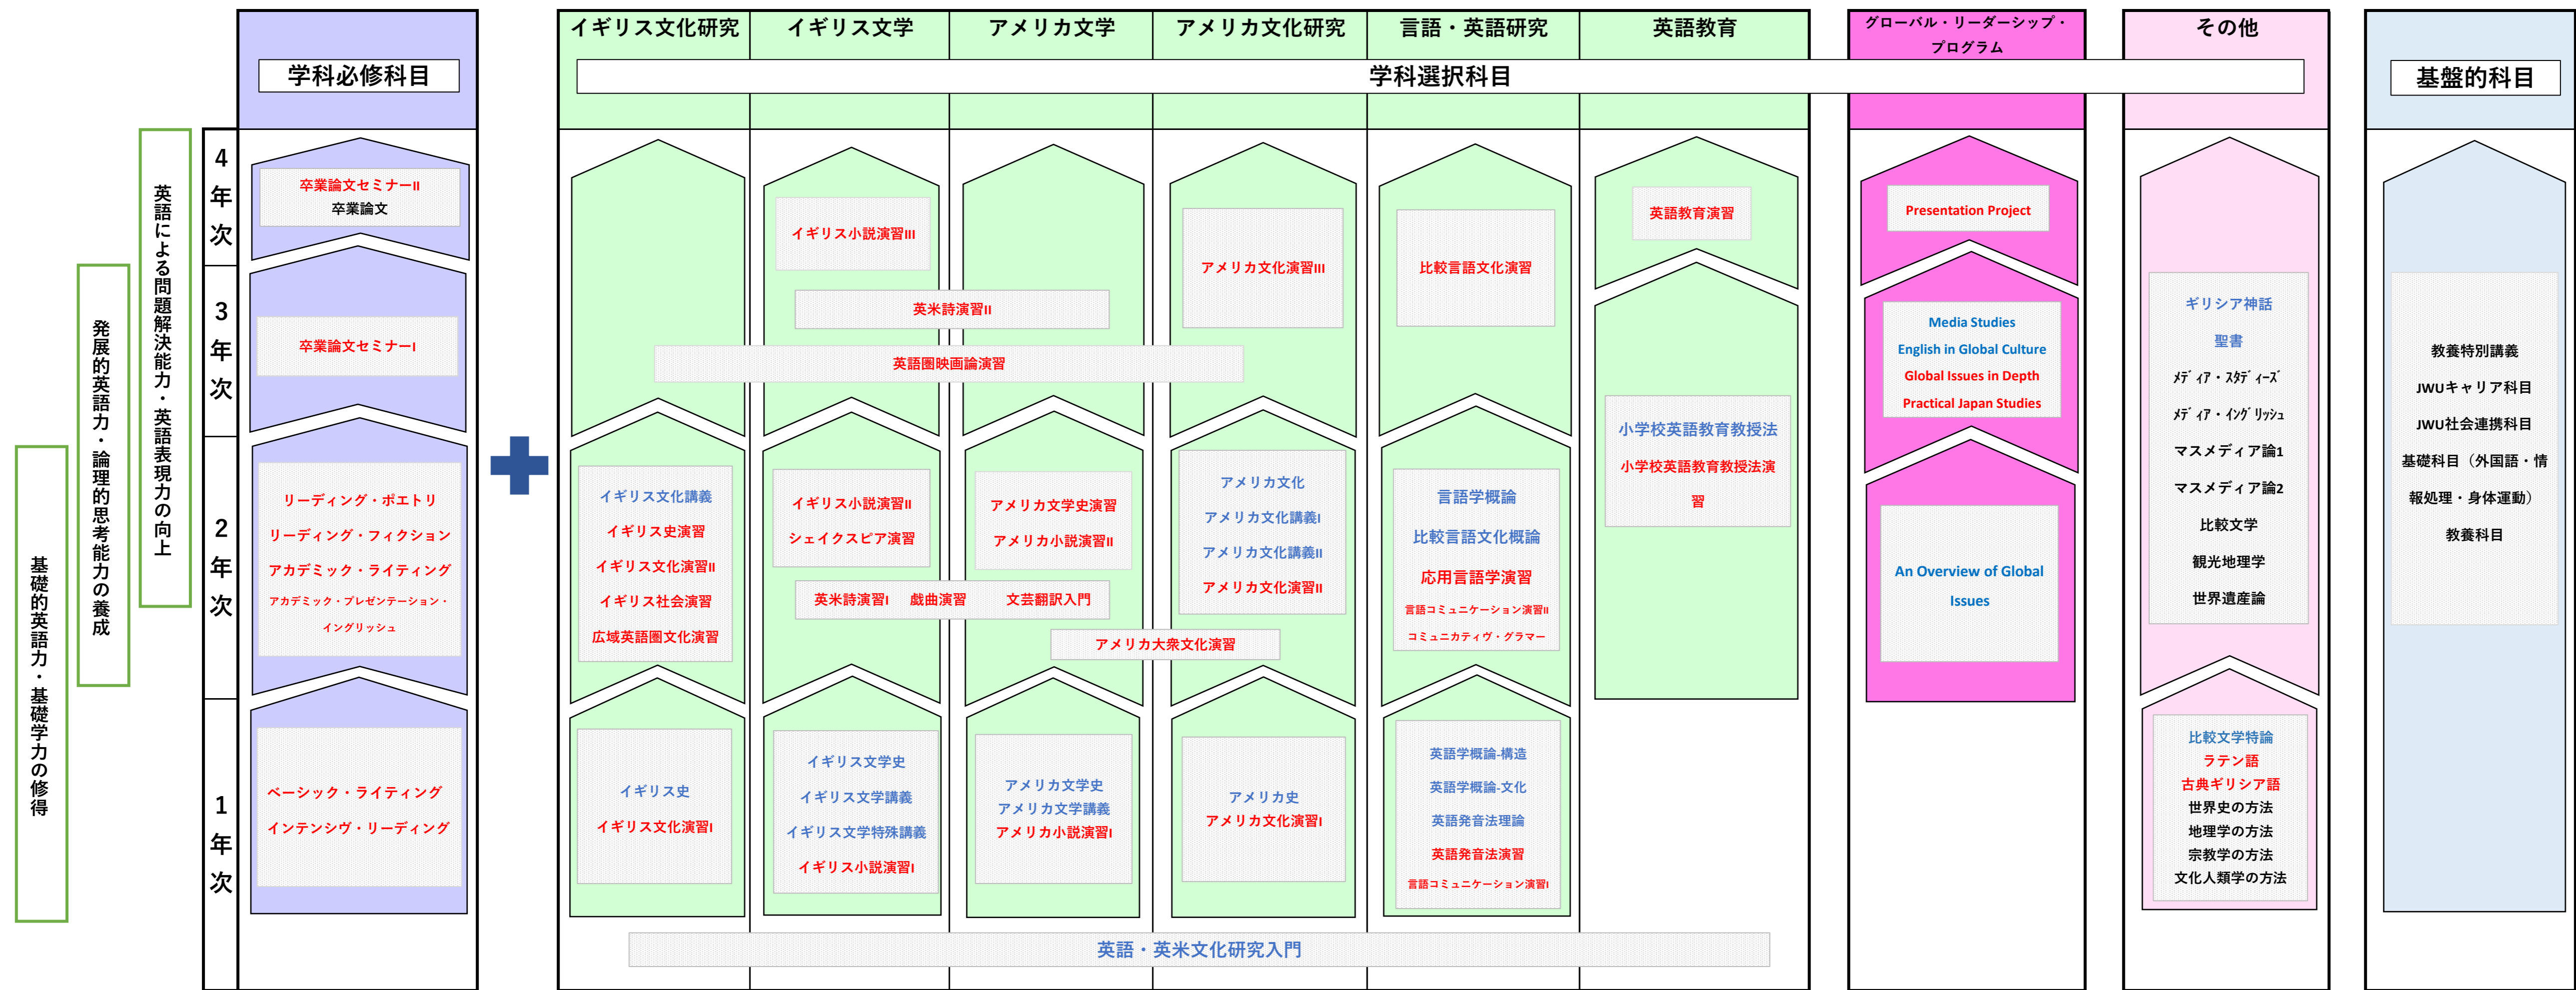 基礎的英語力・基礎学力の修得
発展的英語力・論理的思考能力の養成
英語による問題解決能力・英語表現力の向上
4年次
3年次
2年次
1年次
学科必修科目
卒業論文セミナーII
卒業論文
卒業論文セミナーI
リーディング・ポエトリ
リーディング・フィクション
アカデミック・ライティング
アカデミック・プレゼンテーション・
イングリッシュ
ベーシック・ライティング
インテンシヴ・リーディング
学科選択科目
イギリス文化研究
イギリス文学
アメリカ文学
アメリカ文化研究
言語・英語研究
英語教育
イギリス小説演習III
アメリカ文化演習III
比較言語文化演習
英語教育演習
英米詩演習II
英語圏映画論演習
イギリス文化講義
イギリス史演習
イギリス文化演習II
イギリス社会演習
広域英語圏文化演習
イギリス小説演習II
シェイクスピア演習
アメリカ文学史演習
アメリカ小説演習II
英米詩演習I 戯曲演習 文芸翻訳入門
アメリカ大衆文化演習
アメリカ文化
アメリカ文化講義I
アメリカ文化講義II
アメリカ文化演習II
言語学概論
比較言語文化概論
応用言語学演習
言語コミュニケーション演習II
コミュニカティヴ・グラマー
小学校英語教育教授法
小学校英語教育教授法演
習
イギリス史
イギリス文化演習I
イギリス文学史
イギリス文学講義
イギリス文学特殊講義
イギリス小説演習I
アメリカ文学史
アメリカ文学講義
アメリカ小説演習I
アメリカ史
アメリカ文化演習I
英語学概論-構造
英語学概論-文化
英語発音法理論
英語発音法演習
言語コミュニケーション演習I
英語・英米文化研究入門
グローバル・リーダーシップ・
プログラム
Presentation Project
Media Studies
English in Global Culture
Global Issues in Depth
Practical Japan Studies
An Overview of Global
Issues
その他
ギリシア神話
聖書
ﾒﾃﾞｨｱ・ｽﾀﾃﾞｨｰｽﾞ
ﾒﾃﾞｨｱ・ｲﾝｸﾞﾘｯｼｭ
マスメディア論1
マスメディア論2
比較文学
観光地理学
世界遺産論
比較文学特論
ラテン語
古典ギリシア語
世界史の方法
地理学の方法
宗教学の方法
文化人類学の方法
基盤的科目
教養特別講義
JWUキャリア科目
JWU社会連携科目
基礎科目（外国語・情
報処理・身体運動）
教養科目